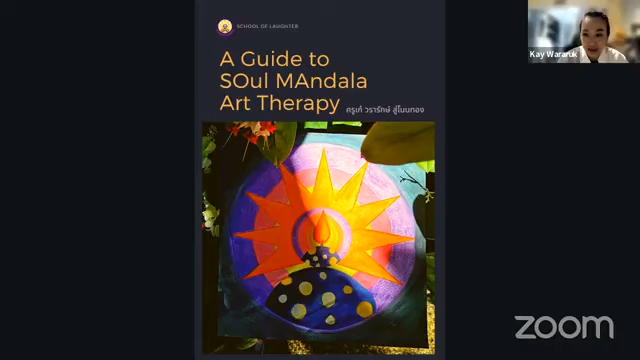 SCHOOL OF LAUGHTER
A Guide to
SOul MAndala
Art Therapy
ครูเก๋ วรารักษ์ สู่โนนทอง
Kay Wararuk
zoom